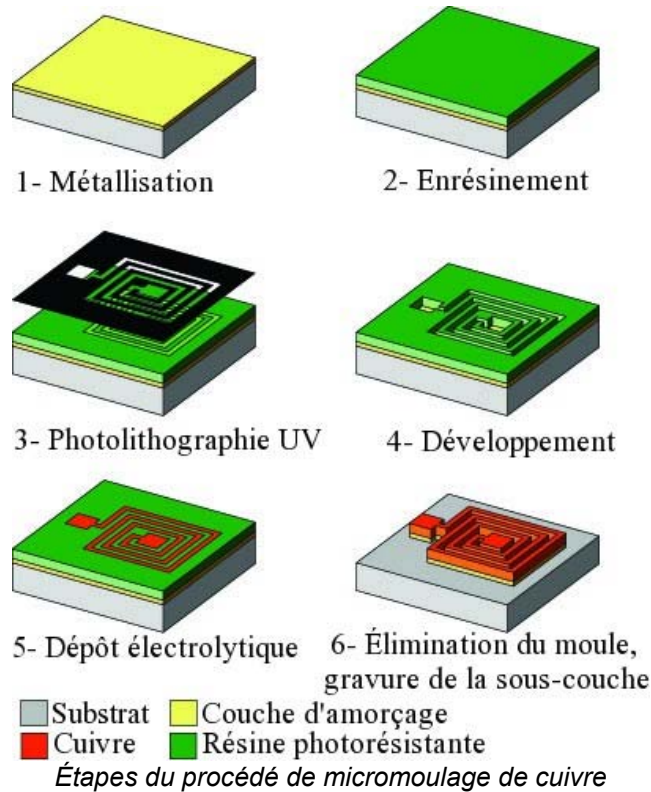 1- Métallisation
2- Enrésinement
3- Photolithographie UV
4- Développement
5- Dépôt électrolytique
6- Élimination du moule,
gravure de la sous-couche
Substrat
Couche d'amorçage
Cuivre
Résine photorésistante
Étapes du procédé de micromoulage de cuivre